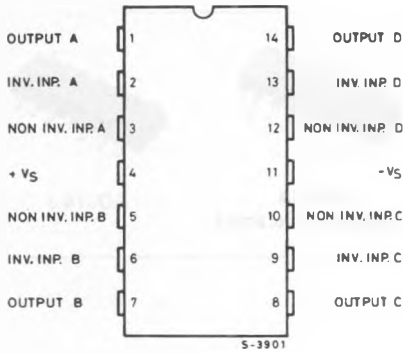 OUTPUT A 1 14 OUTPUT D
INV. INP. A 2 13 INV. INP. D
NON INV. INP. A 3 12 NON INV. INP. D
+ VS 4 11 -VS
NON INV. INP. B 5 10 NON INV. INP. C
INV. INP. B 6 9 INV. INP. C
OUTPUT B 7 8 OUTPUT C
S-3901